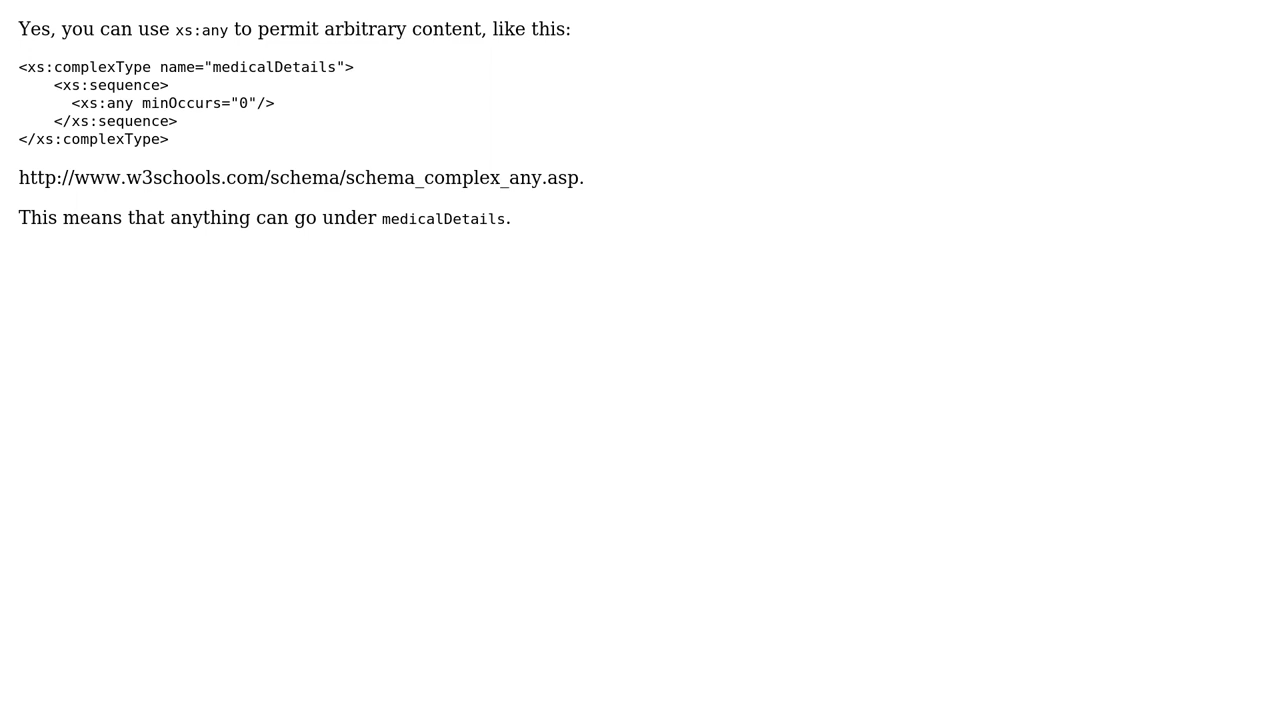 Yes, you can use xs:any to permit arbitrary content, like this:
<xs:complexType name="medicalDetails">
    <xs:sequence>
      <xs:any minOccurs="0"/>
    </xs:sequence>
</xs:complexType>
http://www.w3schools.com/schema/schema_complex_any.asp.
This means that anything can go under medicalDetails.